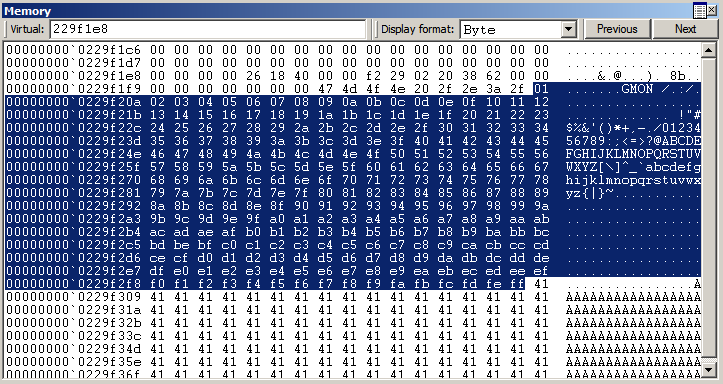 Memory
Virtual: 229f1e8 Display format: Byte Previous Next
00000000`0229f1c6 00 00 00 00 00 00 00 00 00 00 00 00 00 00 00 00 00 .................
00000000`0229f1d7 00 00 00 00 00 00 00 00 00 00 00 00 00 00 00 00 00 .................
00000000`0229f1e8 00 00 00 00 26 18 40 00 00 f2 29 02 20 38 62 00 00 ....&.@...). 8b..
00000000`0229f1f9 00 00 00 00 00 00 00 47 4d 4f 4e 20 2f 2e 3a 2f 01 .......GMON /.:/.
00000000`0229f20a 02 03 04 05 06 07 08 09 0a 0b 0c 0d 0e 0f 10 11 12 .................
00000000`0229f21b 13 14 15 16 17 18 19 1a 1b 1c 1d 1e 1f 20 21 22 23 ............. !"#
00000000`0229f22c 24 25 26 27 28 29 2a 2b 2c 2d 2e 2f 30 31 32 33 34 $%&'()*+,-./01234
00000000`0229f23d 35 36 37 38 39 3a 3b 3c 3d 3e 3f 40 41 42 43 44 45 56789:;<=>?@ABCDE
00000000`0229f24e 46 47 48 49 4a 4b 4c 4d 4e 4f 50 51 52 53 54 55 56 FGHIJKLMNOPQRSTUV
00000000`0229f25f 57 58 59 5a 5b 5c 5d 5e 5f 60 61 62 63 64 65 66 67 WXYZ[\]^_`abcdefg
00000000`0229f270 68 69 6a 6b 6c 6d 6e 6f 70 71 72 73 74 75 76 77 78 hijklmnopqrstuvwx
00000000`0229f281 79 7a 7b 7c 7d 7e 7f 80 81 82 83 84 85 86 87 88 89 yz{|}~...........
00000000`0229f292 8a 8b 8c 8d 8e 8f 90 91 92 93 94 95 96 97 98 99 9a .................
00000000`0229f2a3 9b 9c 9d 9e 9f a0 a1 a2 a3 a4 a5 a6 a7 a8 a9 aa ab .................
00000000`0229f2b4 ac ad ae af b0 b1 b2 b3 b4 b5 b6 b7 b8 b9 ba bb bc .................
00000000`0229f2c5 bd be bf c0 c1 c2 c3 c4 c5 c6 c7 c8 c9 ca cb cc cd .................
00000000`0229f2d6 ce cf d0 d1 d2 d3 d4 d5 d6 d7 d8 d9 da db dc dd de .................
00000000`0229f2e7 df e0 e1 e2 e3 e4 e5 e6 e7 e8 e9 ea eb ec ed ee ef .................
00000000`0229f2f8 f0 f1 f2 f3 f4 f5 f6 f7 f8 f9 fa fb fc fd fe ff 41 ................A
00000000`0229f309 41 41 41 41 41 41 41 41 41 41 41 41 41 41 41 41 41 AAAAAAAAAAAAAAAAA
00000000`0229f31a 41 41 41 41 41 41 41 41 41 41 41 41 41 41 41 41 41 AAAAAAAAAAAAAAAAA
00000000`0229f32b 41 41 41 41 41 41 41 41 41 41 41 41 41 41 41 41 41 AAAAAAAAAAAAAAAAA
00000000`0229f33c 41 41 41 41 41 41 41 41 41 41 41 41 41 41 41 41 41 AAAAAAAAAAAAAAAAA
00000000`0229f34d 41 41 41 41 41 41 41 41 41 41 41 41 41 41 41 41 41 AAAAAAAAAAAAAAAAA
00000000`0229f35e 41 41 41 41 41 41 41 41 41 41 41 41 41 41 41 41 41 AAAAAAAAAAAAAAAAA
00000000`0229f36f 41 41 41 41 41 41 41 41 41 41 41 41 41 41 41 41 41 AAAAAAAAAAAAAAAAA